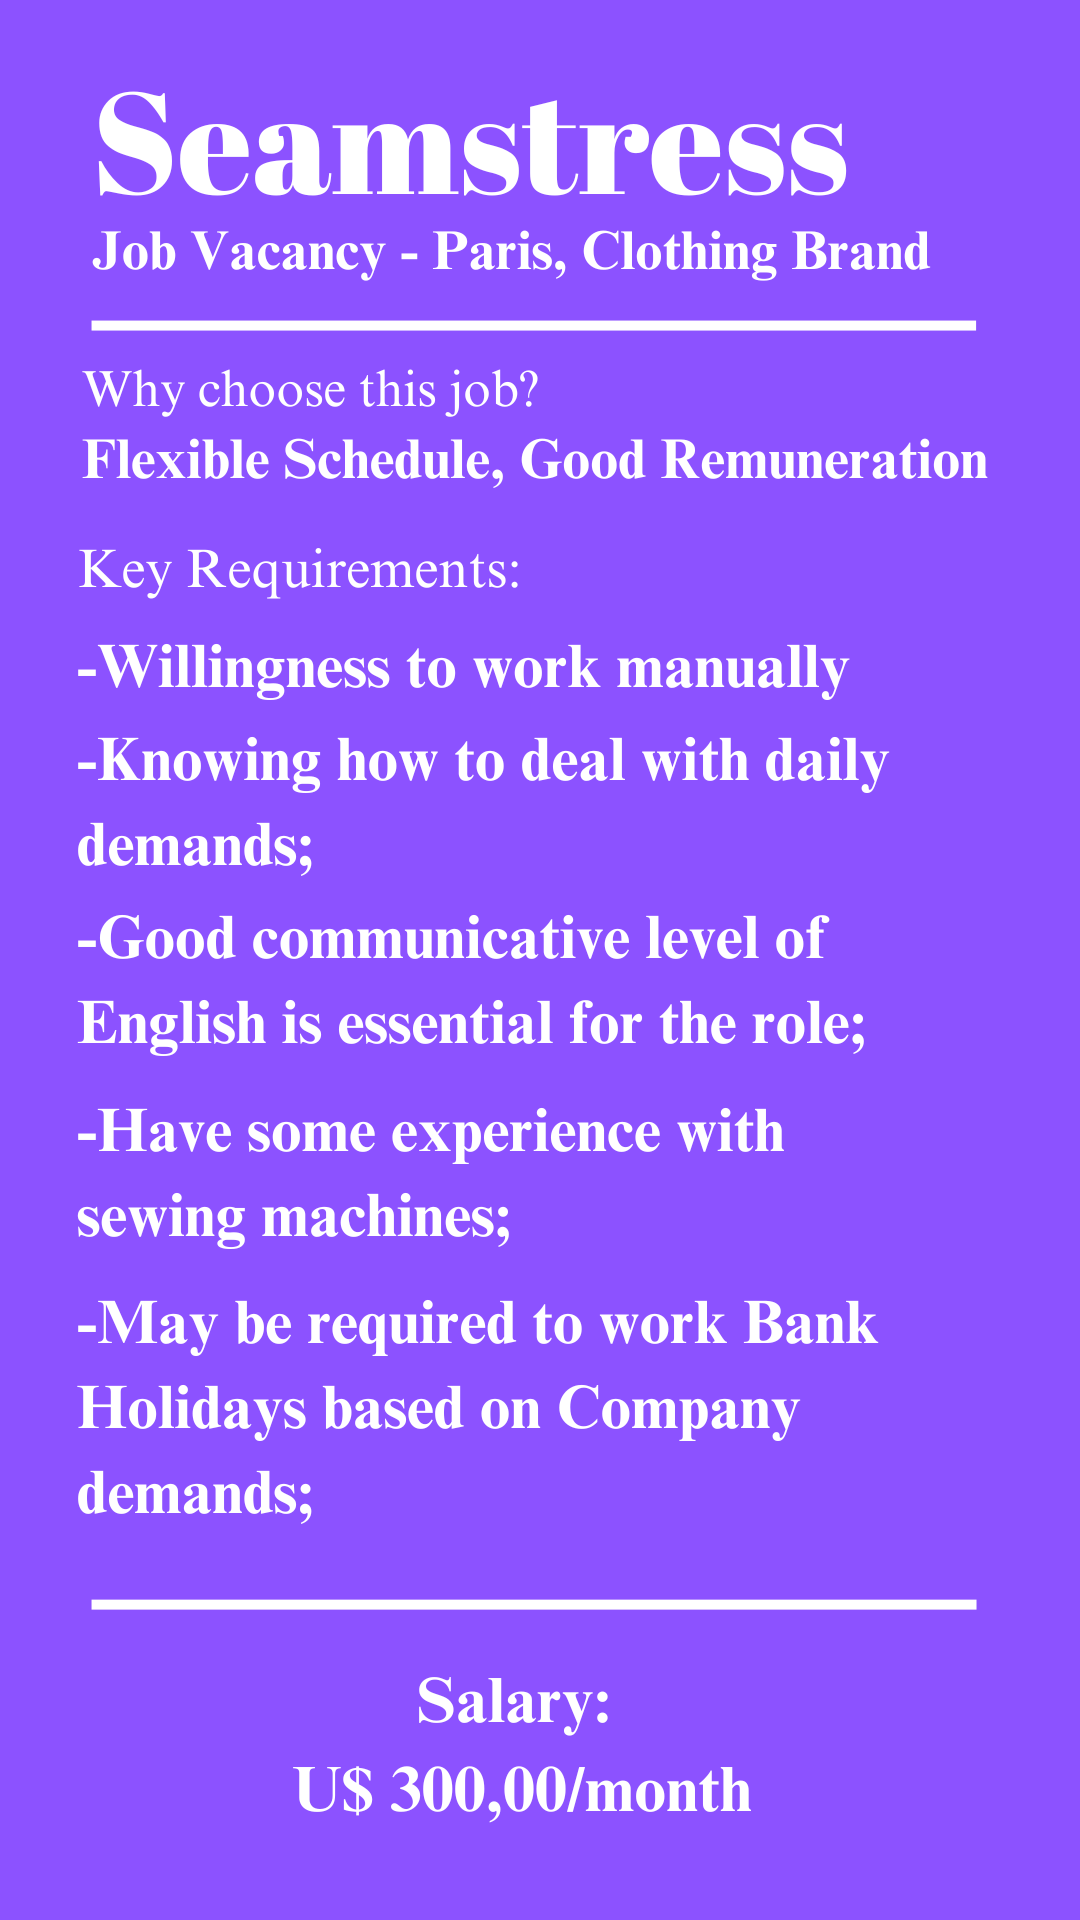 Seamstress
Job Vacancy - Paris, Clothing Brand
Why choose this job?
Flexible Schedule, Good Remuneration
Key Requirements:
-Willingness to work manually
-Knowing how to deal with daily
demands;
-Good communicative level of
English is essential for the role;
-Have some experience with
sewing machines;
-May be required to work Bank
Holidays based on Company
demands;
Salary:
U$ 300,00/month